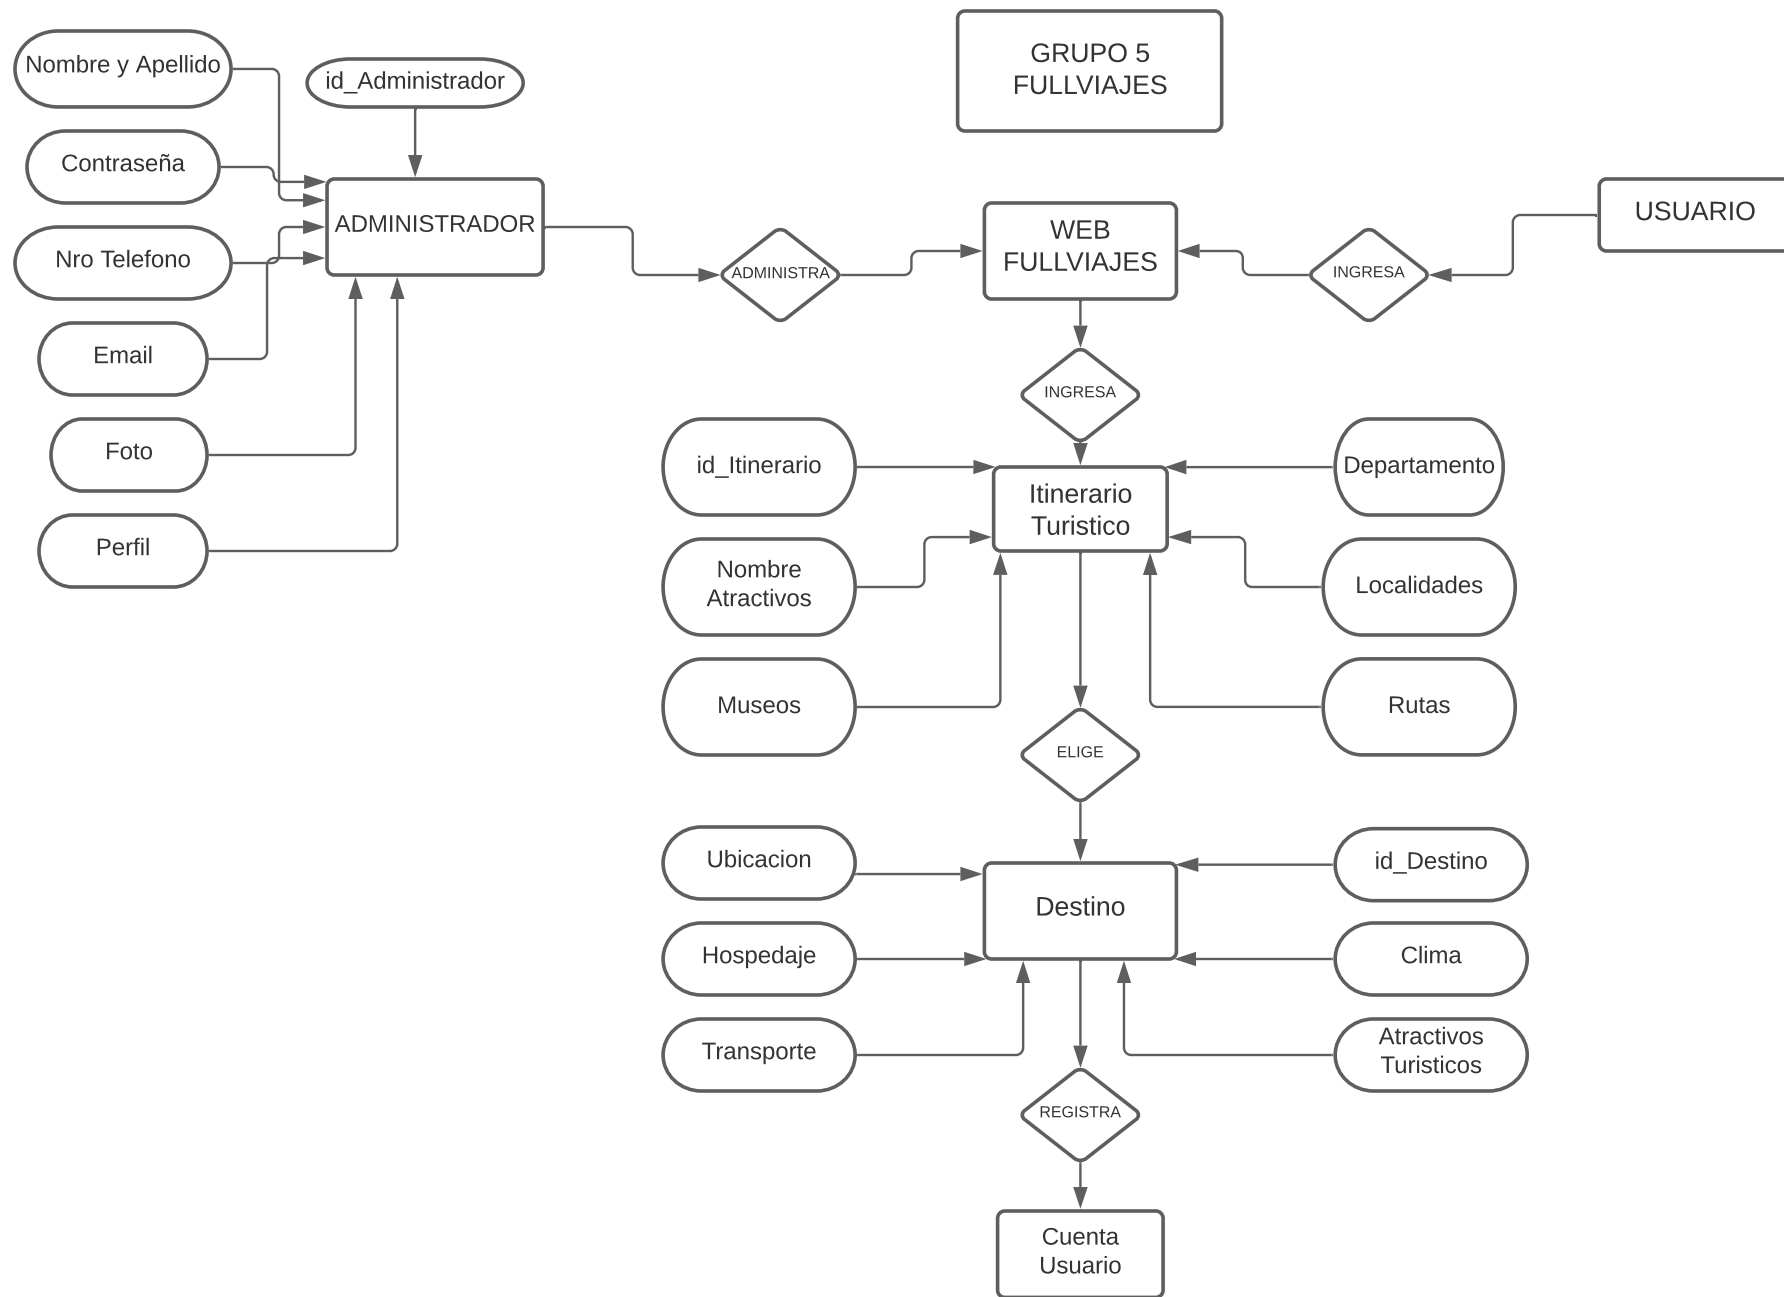 GRUPO 5
FULLVIAJES
Nombre y Apellido
id_Administrador
Contraseña
ADMINISTRADOR
Nro Telefono
Email
Foto
Perfil
ADMINISTRA
WEB
FULLVIAJES
INGRESA
USUARIO
INGRESA
id_Itinerario
Itinerario
Turistico
Departamento
Nombre
Atractivos
Localidades
Museos
Rutas
ELIGE
Ubicacion
Destino
id_Destino
Hospedaje
Clima
Transporte
Atractivos
Turisticos
REGISTRA
Cuenta
Usuario